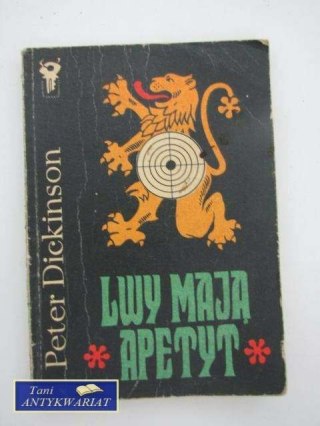 Peter Dickinson
LWY MAJĄ
APETYT
Tani
ANTYKWARIAT